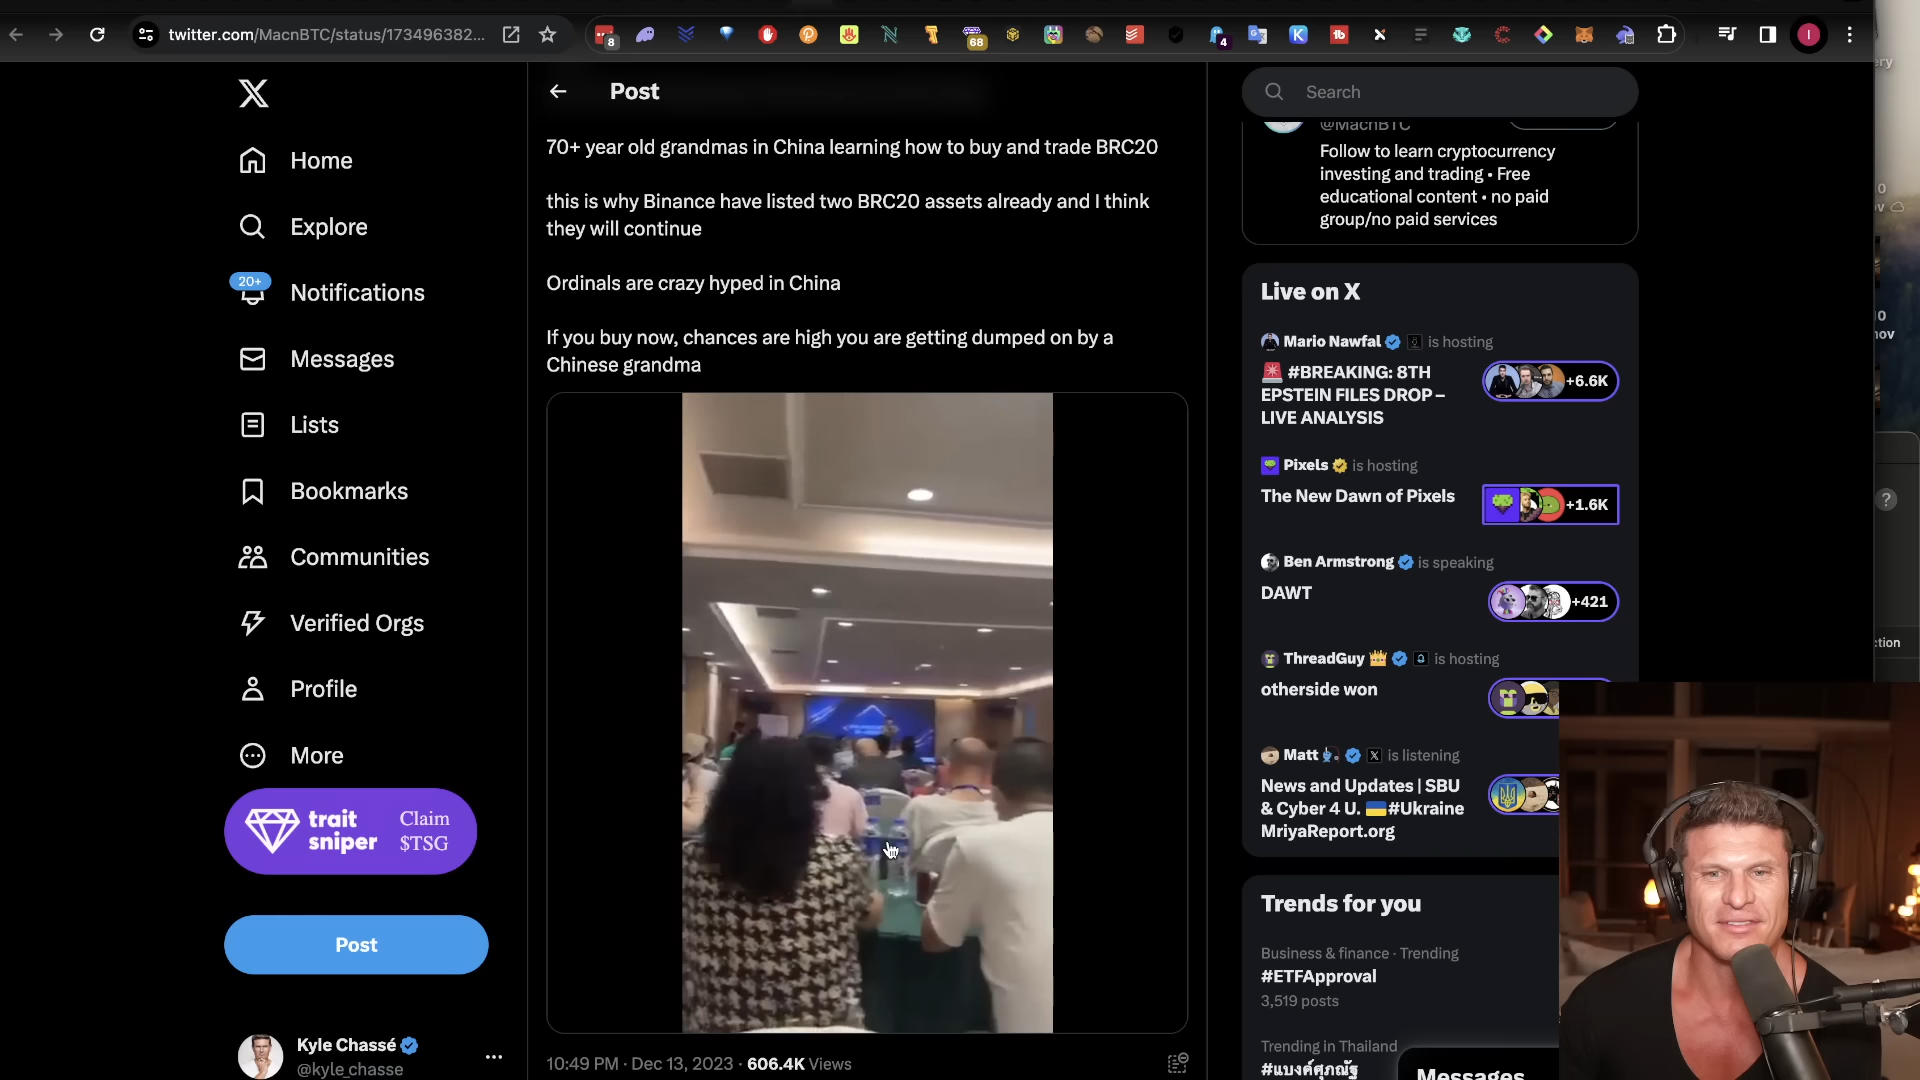 twitter.com/MacnBTC/status/173496382...
8
68
4
Home
Explore
20+
Notifications
Messages
Lists
Bookmarks
Communities
Verified Orgs
Profile
More
trait sniper
Claim $TSG
Post
Kyle Chassé
@kyle_chasse
Post
70+ year old grandmas in China learning how to buy and trade BRC20
this is why Binance have listed two BRC20 assets already and I think
they will continue
Ordinals are crazy hyped in China
If you buy now, chances are high you are getting dumped on by a
Chinese grandma
10:49 PM · Dec 13, 2023 · 606.4K Views
Search
@MacnBTC
Follow to learn cryptocurrency
investing and trading • Free
educational content • no paid
group/no paid services
Live on X
Mario Nawfal is hosting
#BREAKING: 8TH
EPSTEIN FILES DROP –
LIVE ANALYSIS
+6.6K
Pixels is hosting
The New Dawn of Pixels
+1.6K
Ben Armstrong is speaking
DAWT
+421
ThreadGuy is hosting
otherside won
Matt is listening
News and Updates | SBU
& Cyber 4 U. #Ukraine
MriyaReport.org
Trends for you
Business & finance · Trending
#ETFApproval
3,519 posts
Trending in Thailand
#แบงค์ศุภณัฐ
Messages